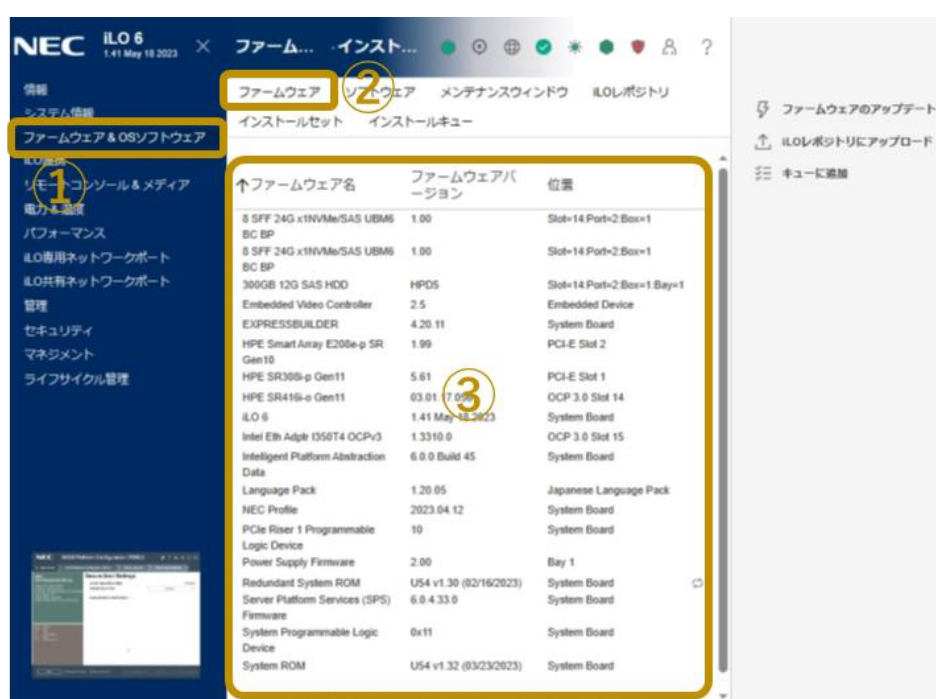 NEC iLO 6
1.41 May 18 2023
ファーム... インスト...
情報
システム情報
ファームウェア & OSソフトウェア
iLO連携
リモートコンソール & メディア
電力 & 温度
パフォーマンス
iLO専用ネットワークポート
iLO共有ネットワークポート
管理
セキュリティ
マネジメント
ライフサイクル管理
①
ファームウェア ソフトウェア メンテナンスウィンドウ iLOレポジトリ
インストールセット インストールキュー
②
↑ファームウェア名 ファームウェアバージョン 位置
8 SFF 24G x1NVMe/SAS UBM6 BC BP 1.00 Slot=14:Port=2:Box=1
8 SFF 24G x1NVMe/SAS UBM6 BC BP 1.00 Slot=14:Port=2:Box=1
300GB 12G SAS HDD HPD5 Slot=14:Port=2:Box=1:Bay=1
Embedded Video Controller 2.5 Embedded Device
EXPRESSBUILDER 4.20.11 System Board
HPE Smart Array E208e-p SR Gen10 1.99 PCI-E Slot 2
HPE SR308i-p Gen11 5.61 PCI-E Slot 1
HPE SR416i-o Gen11 OCP 3.0 Slot 14
iLO 6 1.41 May 18 2023 System Board
Intel Eth Adptr I350T4 OCPv3 1.3310.0 OCP 3.0 Slot 15
Intelligent Platform Abstraction Data 6.0.0 Build 45 System Board
Language Pack 1.20.05 Japanese Language Pack
NEC Profile 2023.04.12 System Board
PCIe Riser 1 Programmable Logic Device 10 System Board
Power Supply Firmware 2.00 Bay 1
Redundant System ROM U54 v1.30 (02/16/2023) System Board
Server Platform Services (SPS) Firmware 6.0.4.33.0 System Board
System Programmable Logic Device 0x11 System Board
System ROM U54 v1.32 (03/23/2023) System Board
③
ファームウェアのアップデート
iLOレポジトリにアップロード
キューに追加